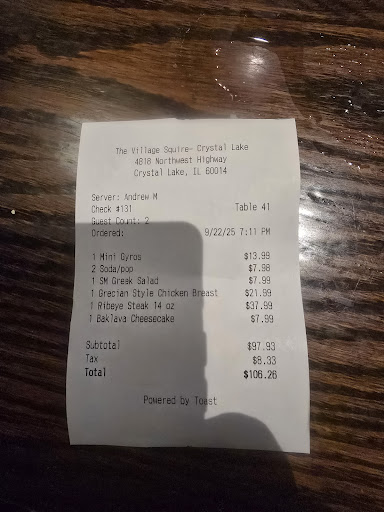 The Village Squire- Crystal Lake
4818 Northwest Highway
Crystal Lake, IL 60014
Server: Andrew M
Check #131 Table 41
Guest Count: 2
Ordered: 9/22/25 7:11 PM
1 Mini Gyros $13.99
2 Soda/pop $7.98
1 SM Greek Salad $7.99
1 Grecian Style Chicken Breast $21.99
1 Ribeye Steak 14 oz $37.99
1 Baklava Cheesecake $7.99
Subtotal $97.93
Tax $8.33
Total $106.26
Powered by Toast